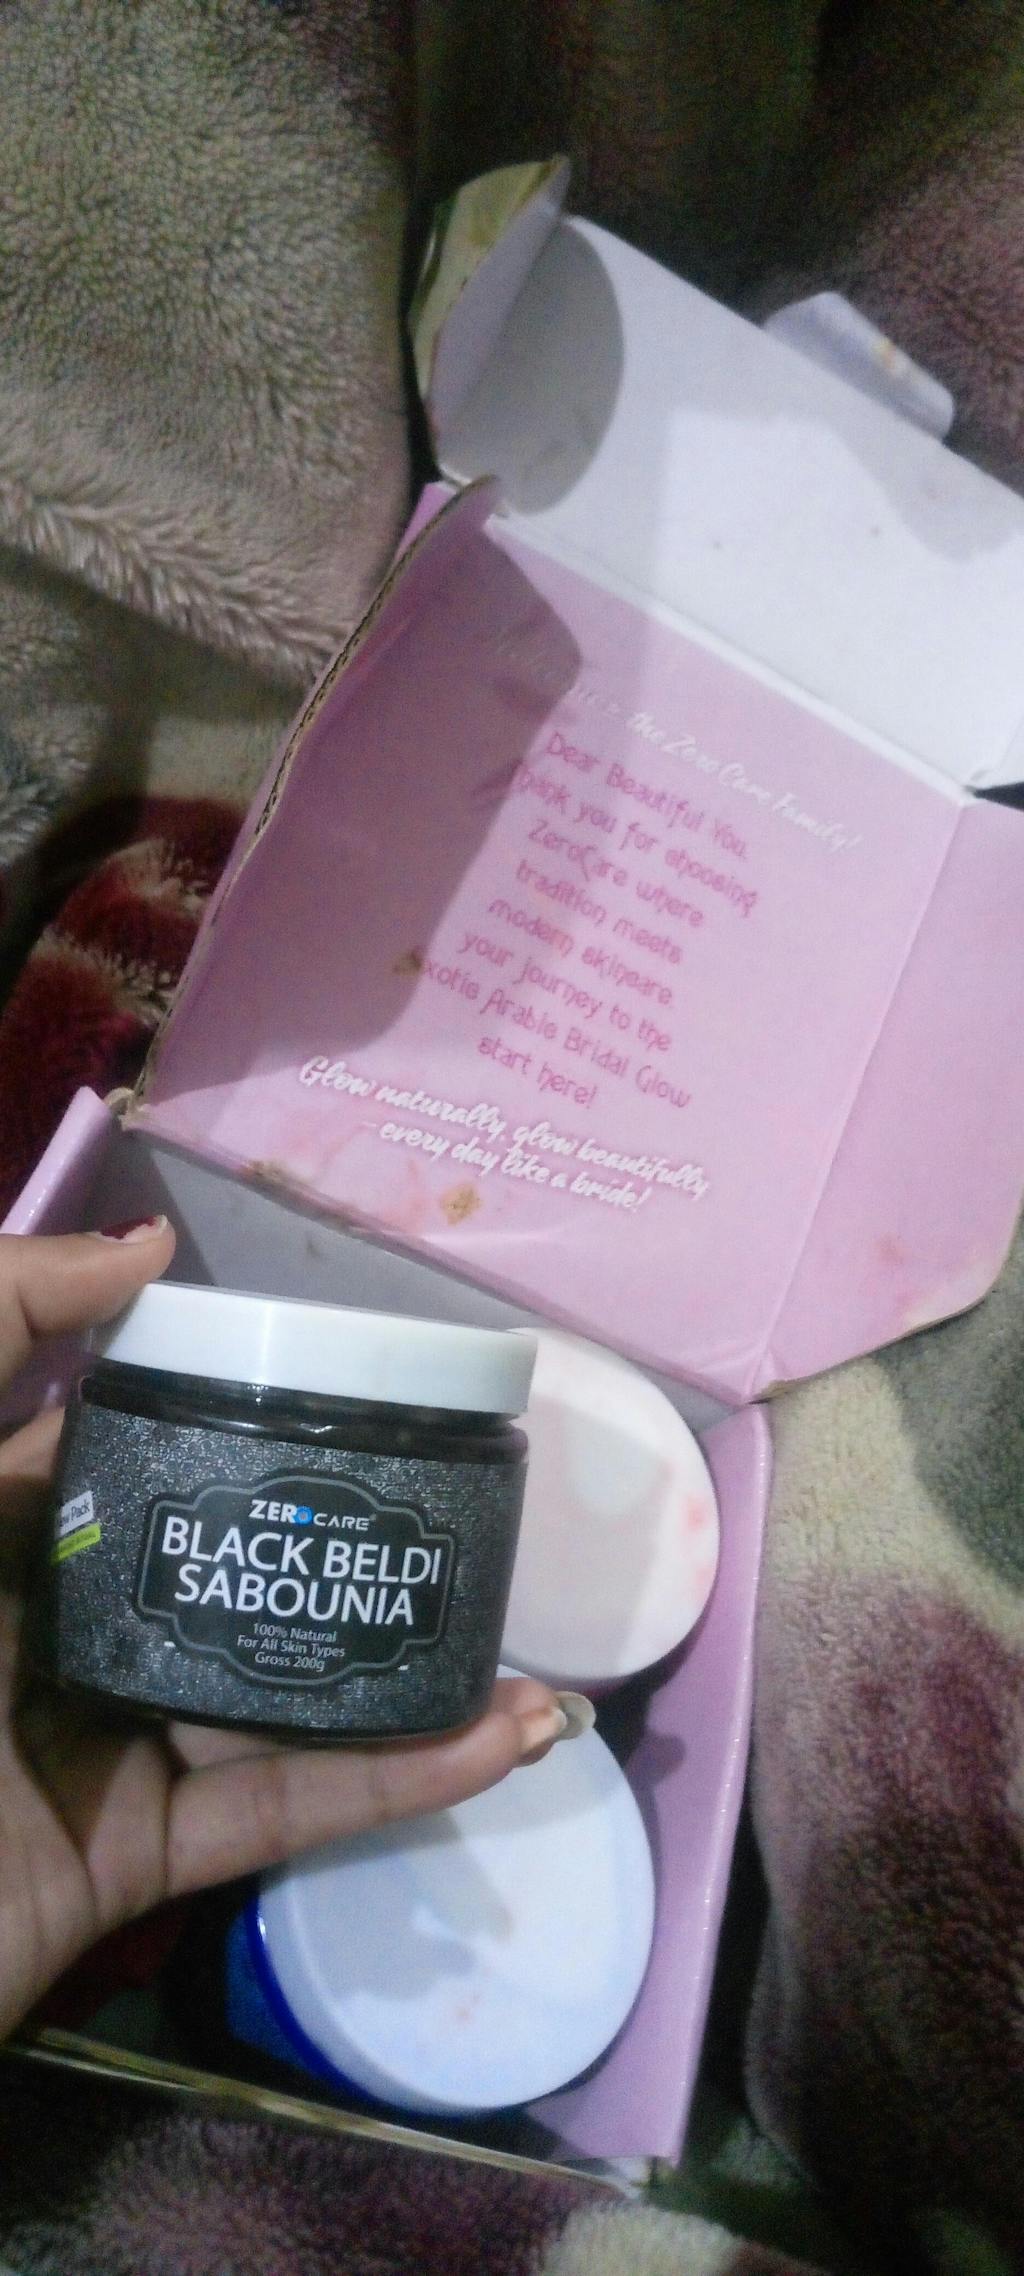 the ZeroCare Family!
Dear Beautiful You,
Thank you for choosing
ZeroCare where
tradition meets
modern skincare.
your journey to the
Exotic Arabic Bridal Glow
start here!
Glow naturally, glow beautifully
- every day like a bride!
ZEROCARE®
BLACK BELDI
SABOUNIA
100% Natural
For All Skin Types
Gross 200g
Pack